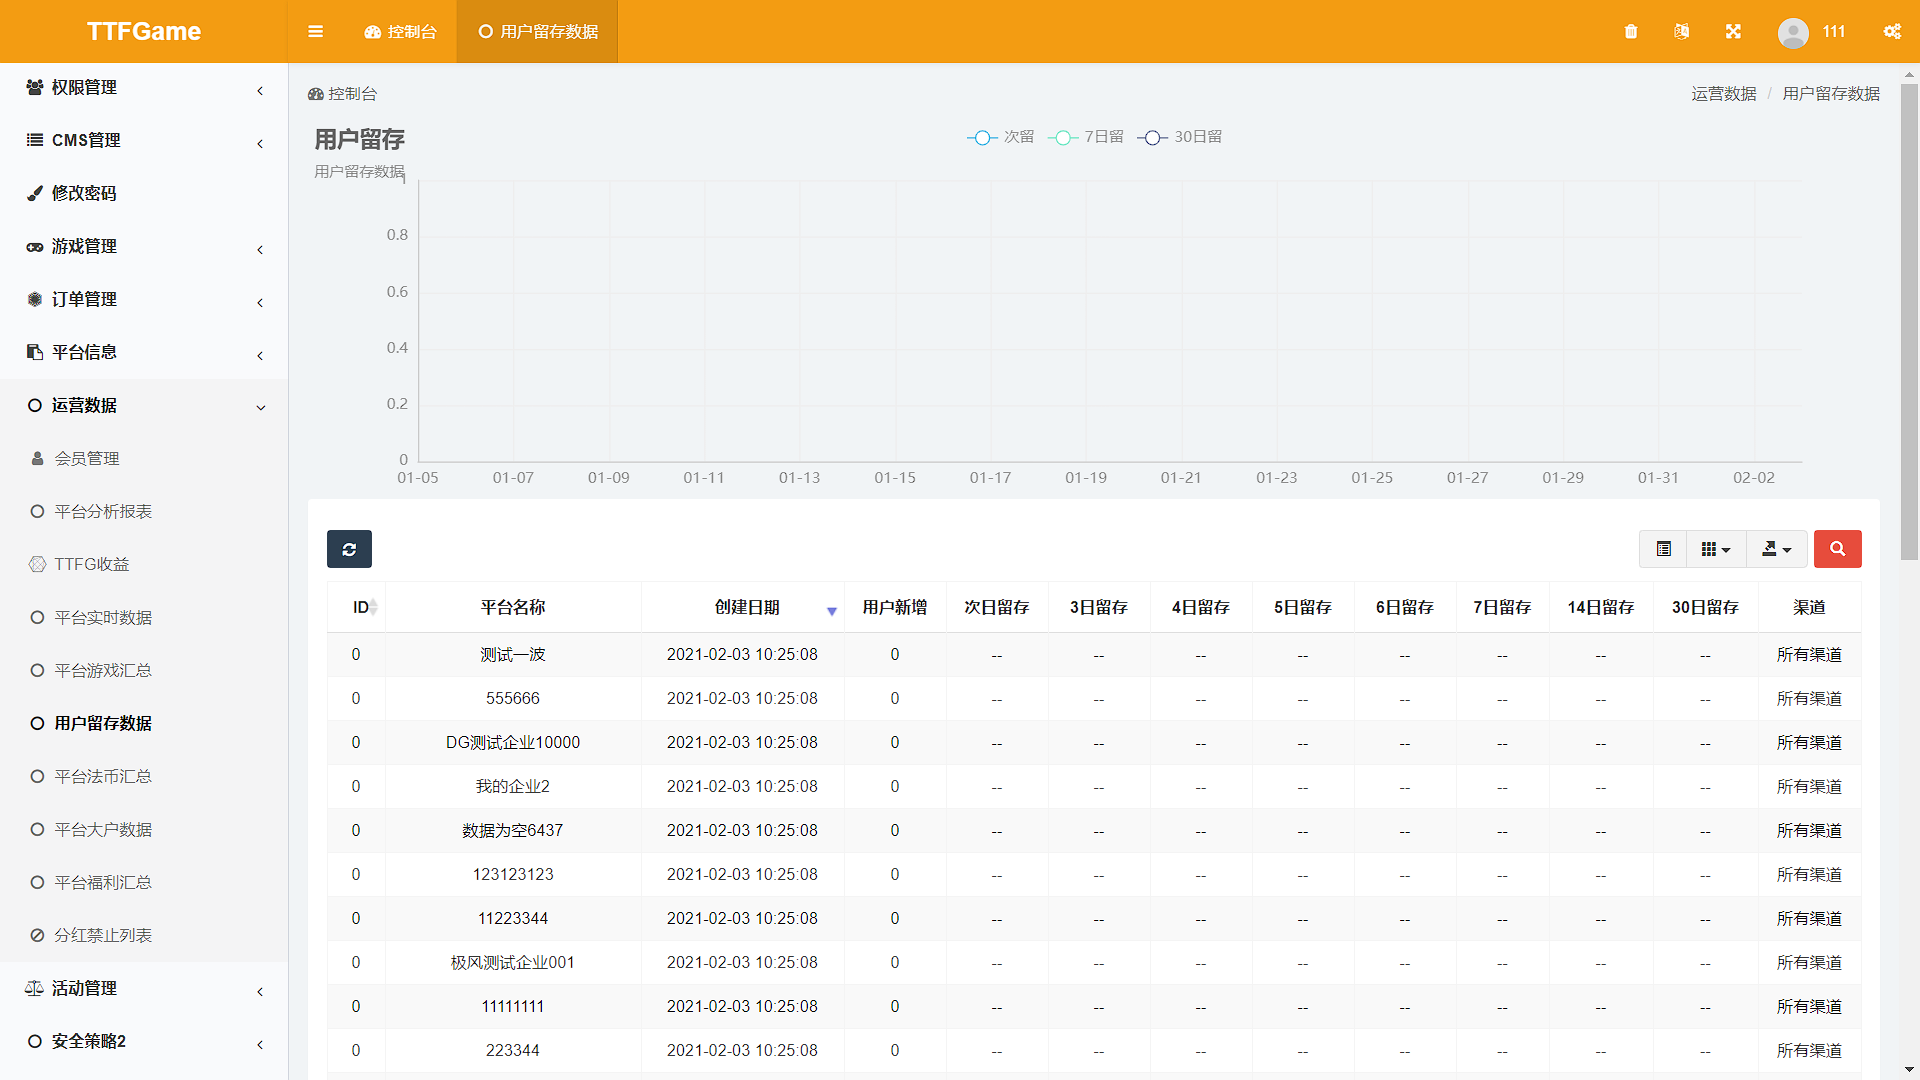 TTFGame
控制台
用户留存数据
111
权限管理
CMS管理
修改密码
游戏管理
订单管理
平台信息
运营数据
会员管理
平台分析报表
TTFG收益
平台实时数据
平台游戏汇总
用户留存数据
平台法币汇总
平台大户数据
平台福利汇总
分红禁止列表
活动管理
安全策略2
控制台
运营数据 / 用户留存数据
用户留存
用户留存数据
次留 7日留 30日留
1
0.8
0.6
0.4
0.2
0
01-05 01-07 01-09 01-11 01-13 01-15 01-17 01-19 01-21 01-23 01-25 01-27 01-29 01-31 02-02
ID 平台名称 创建日期 用户新增 次日留存 3日留存 4日留存 5日留存 6日留存 7日留存 14日留存 30日留存 渠道
0 测试一波 2021-02-03 10:25:08 0 -- -- -- -- -- -- -- -- 所有渠道
0 555666 2021-02-03 10:25:08 0 -- -- -- -- -- -- -- -- 所有渠道
0 DG测试企业10000 2021-02-03 10:25:08 0 -- -- -- -- -- -- -- -- 所有渠道
0 我的企业2 2021-02-03 10:25:08 0 -- -- -- -- -- -- -- -- 所有渠道
0 数据为空6437 2021-02-03 10:25:08 0 -- -- -- -- -- -- -- -- 所有渠道
0 123123123 2021-02-03 10:25:08 0 -- -- -- -- -- -- -- -- 所有渠道
0 11223344 2021-02-03 10:25:08 0 -- -- -- -- -- -- -- -- 所有渠道
0 极风测试企业001 2021-02-03 10:25:08 0 -- -- -- -- -- -- -- -- 所有渠道
0 11111111 2021-02-03 10:25:08 0 -- -- -- -- -- -- -- -- 所有渠道
0 223344 2021-02-03 10:25:08 0 -- -- -- -- -- -- -- -- 所有渠道